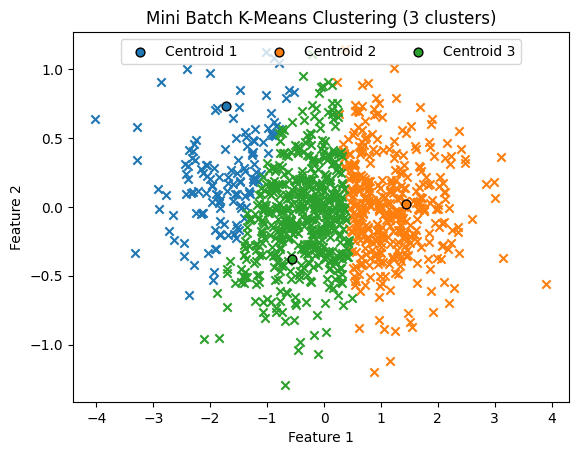 Mini Batch K-Means Clustering (3 clusters)
Centroid 1 Centroid 2 Centroid 3
1.0
0.5
0.0
−0.5
−1.0
Feature 2
−4 −3 −2 −1 0 1 2 3 4
Feature 1